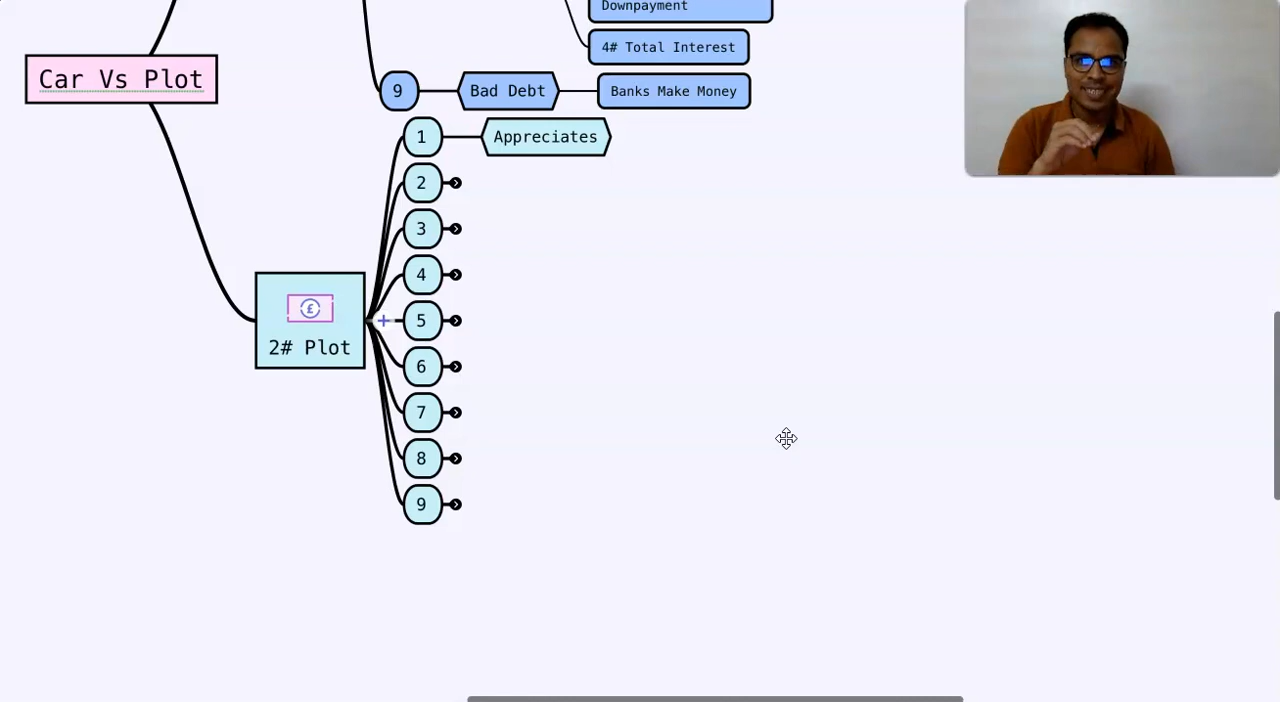 Downpayment
4# Total Interest
Car Vs Plot
9
Bad Debt
Banks Make Money
1
Appreciates
2
3
4
£
2# Plot
5
6
7
8
9